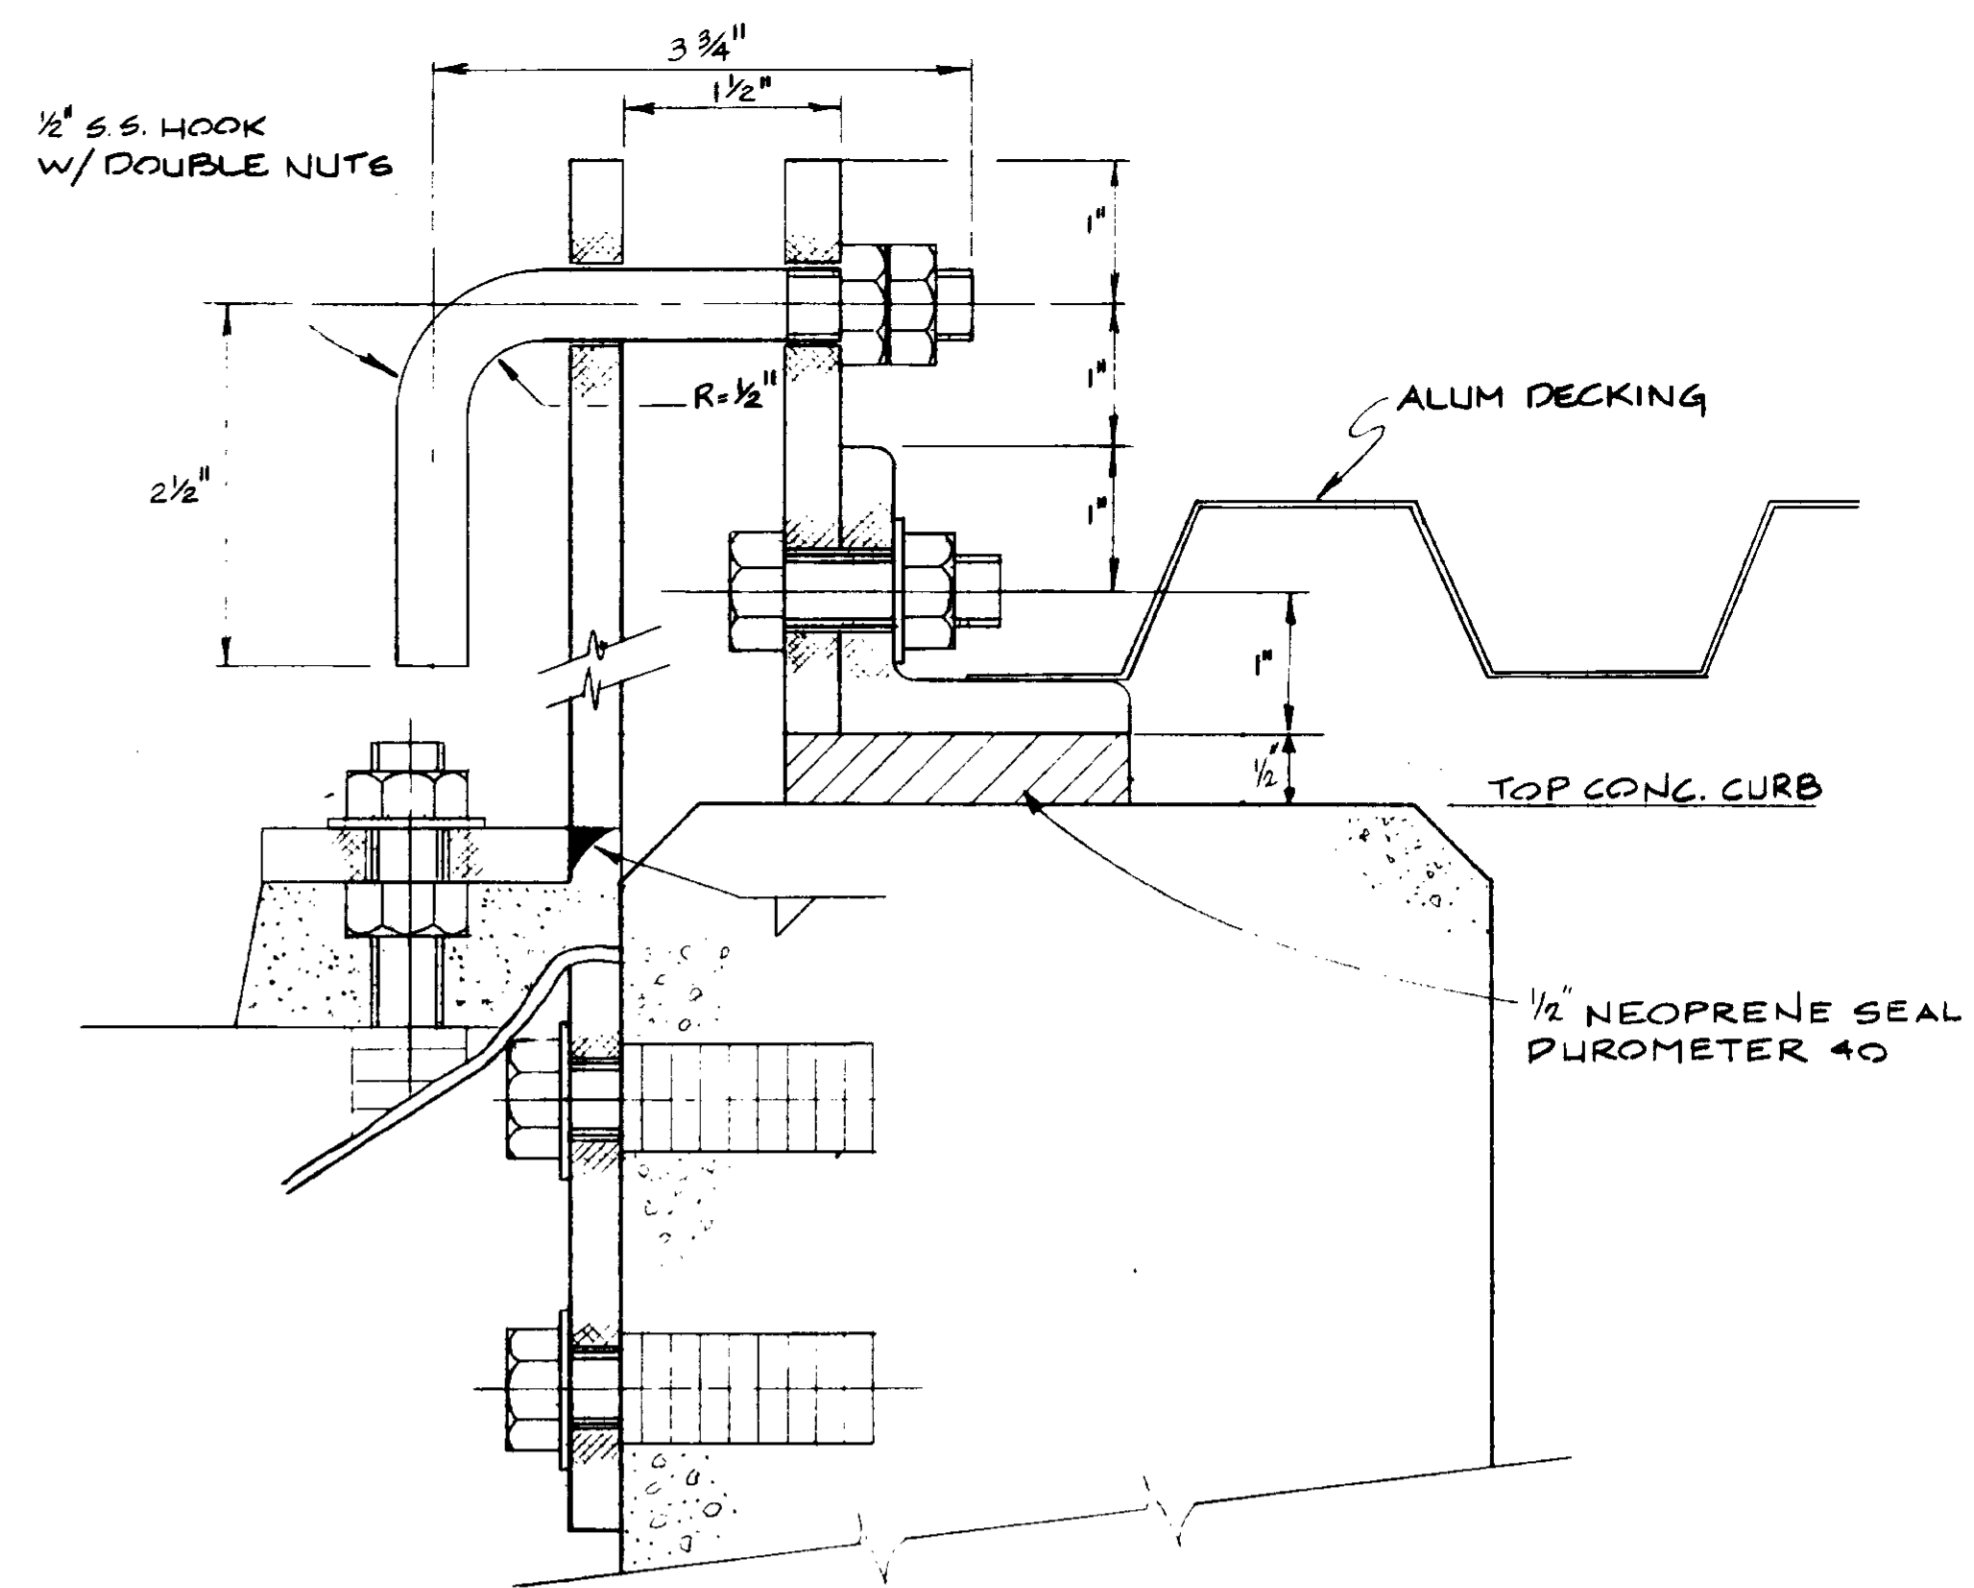 3 3/4"
1 1/2"
1/2" S.S. HOOK
W/ DOUBLE NUTS
1"
1"
R=1/2"
ALUM DECKING
2 1/2"
1"
1"
1/2"
TOP CONC. CURB
1/2" NEOPRENE SEAL
DUROMETER 40